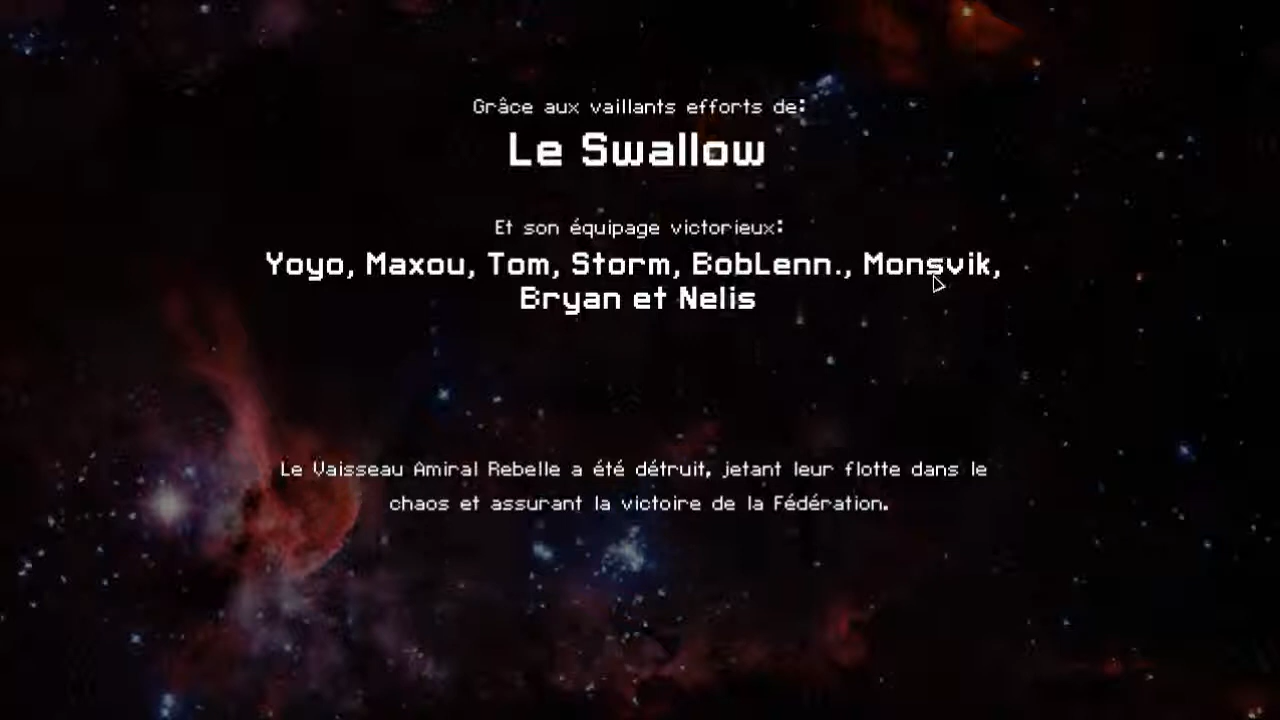 Grâce aux vaillants efforts de:
Le Swallow
Et son équipage victorieux:
Yoyo, Maxou, Tom, Storm, BobLenn., Monsvik,
Bryan et Nelis
Le Vaisseau Amiral Rebelle a été détruit, jetant leur flotte dans le
chaos et assurant la victoire de la Fédération.